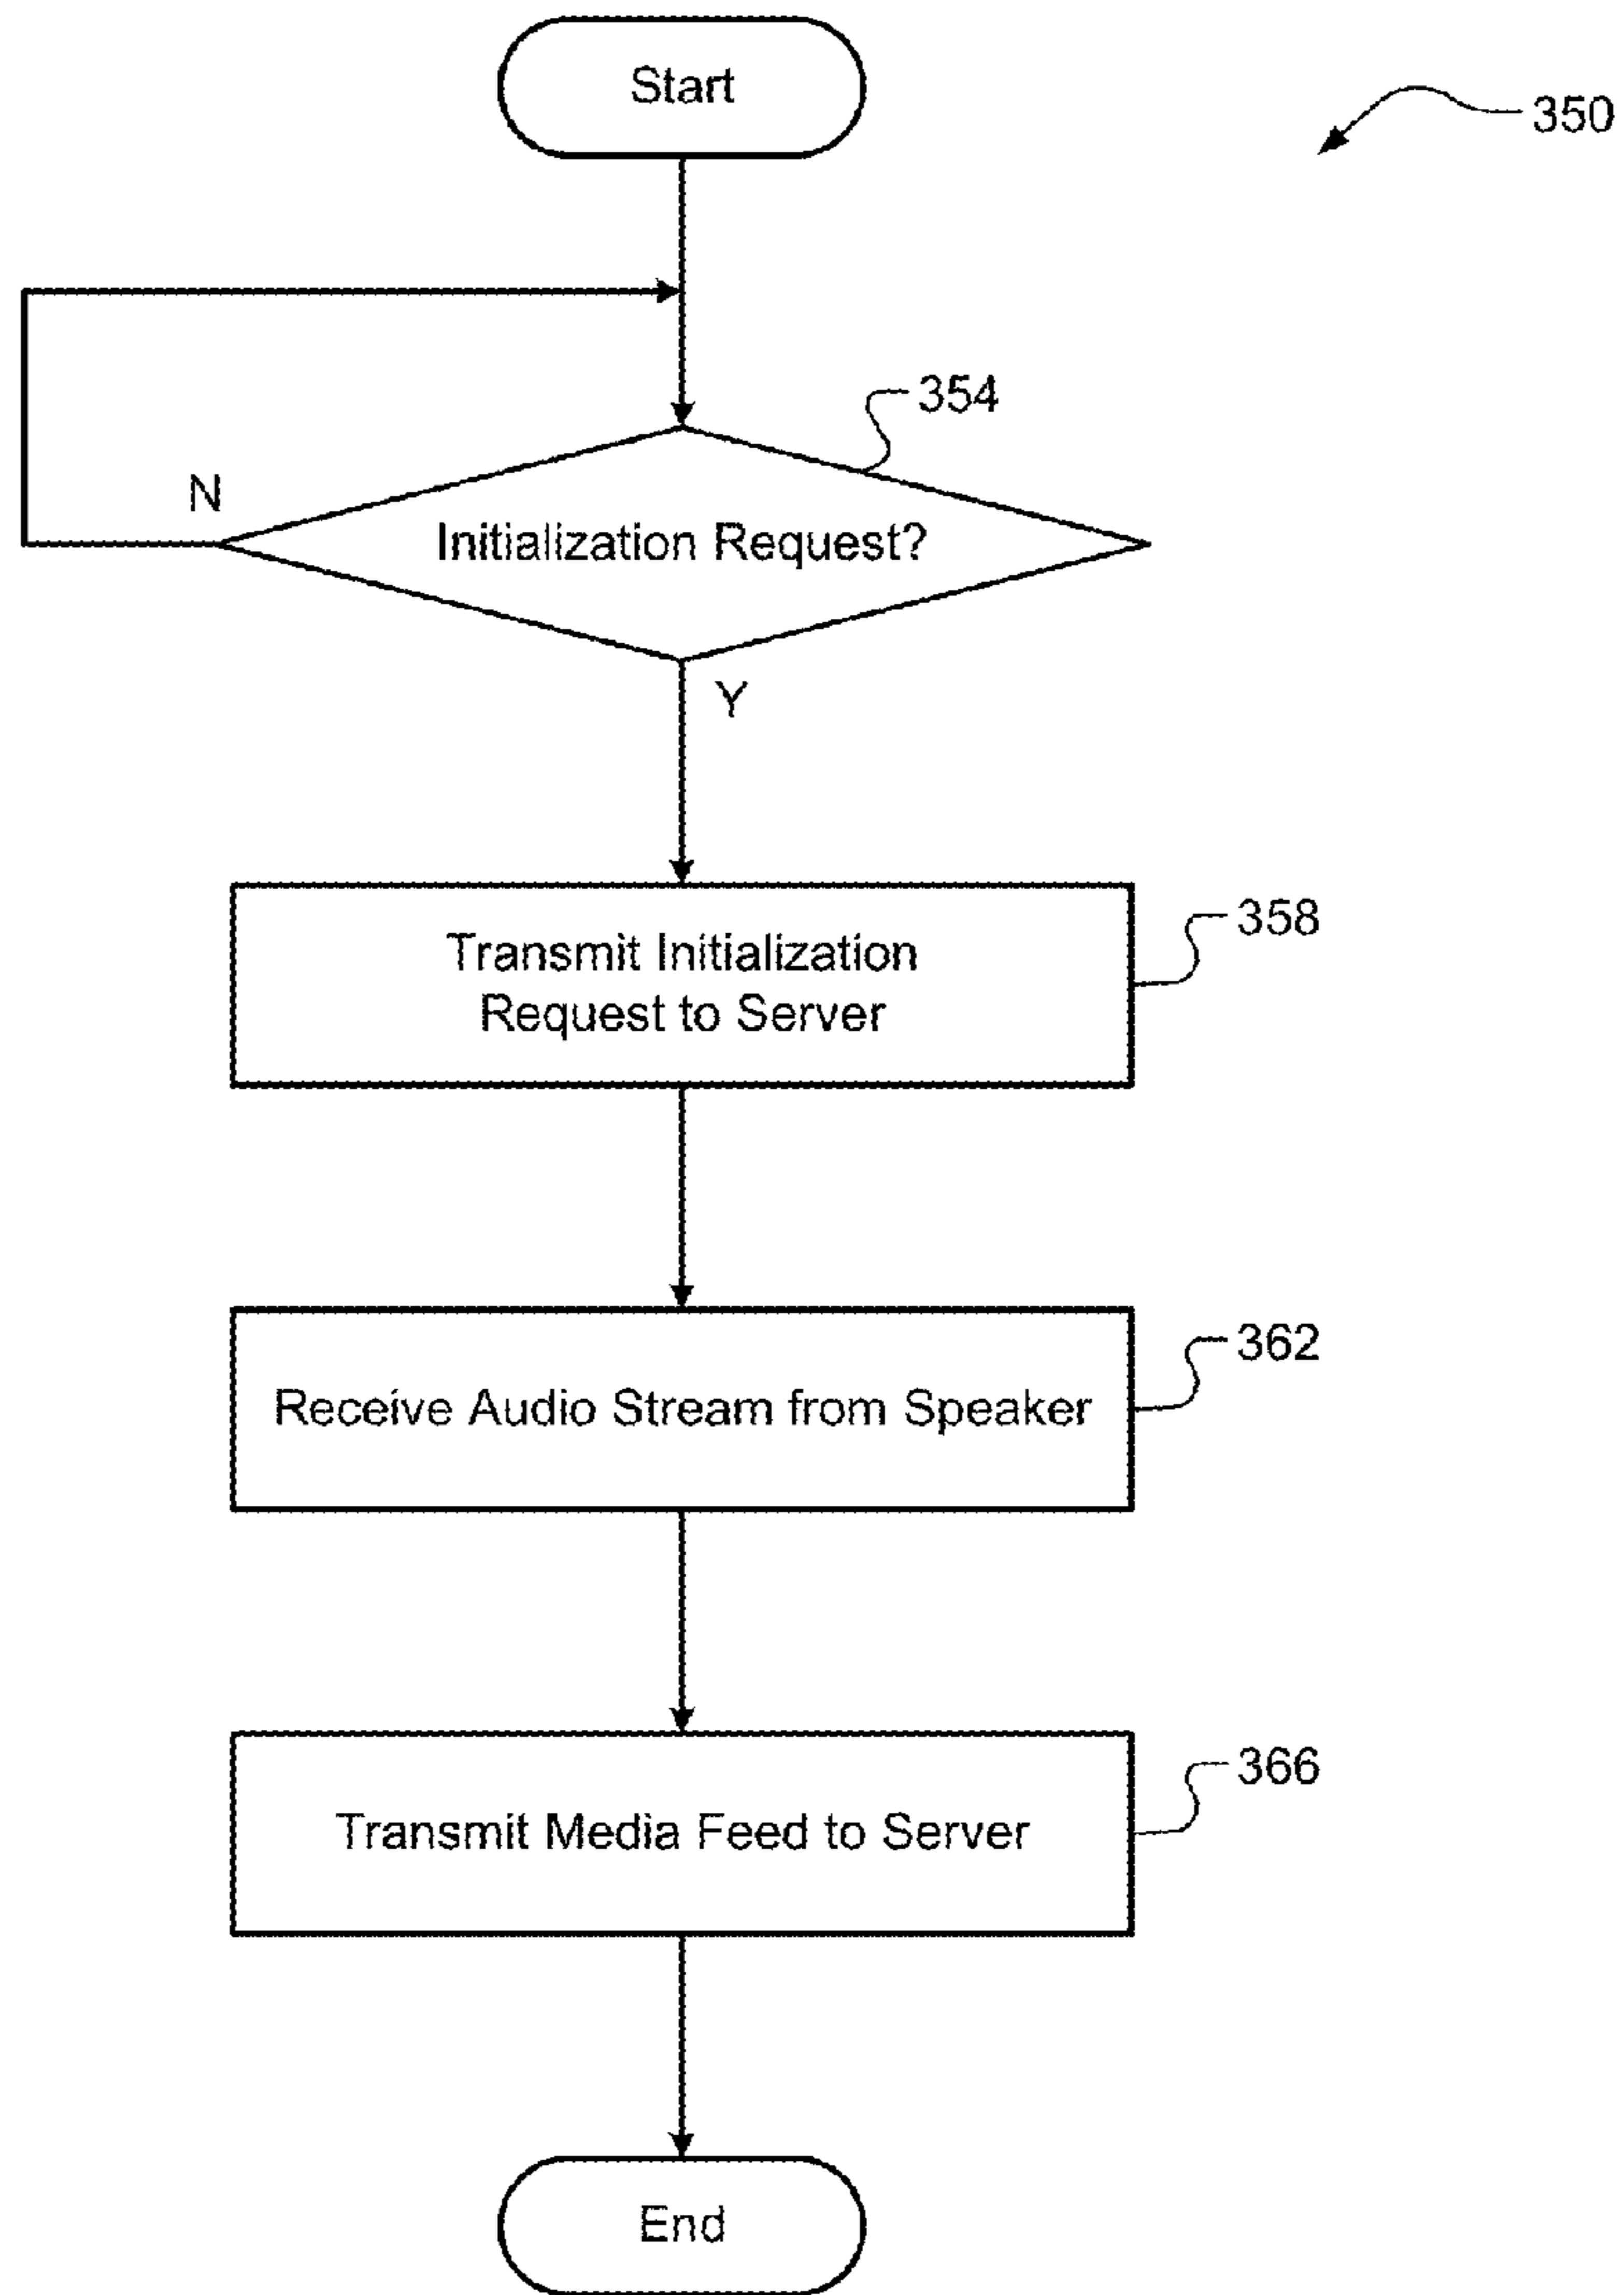 Start
350
354
N
Initialization Request?
Y
358
Transmit Initialization
Request to Server
362
Receive Audio Stream from Speaker
366
Transmit Media Feed to Server
End